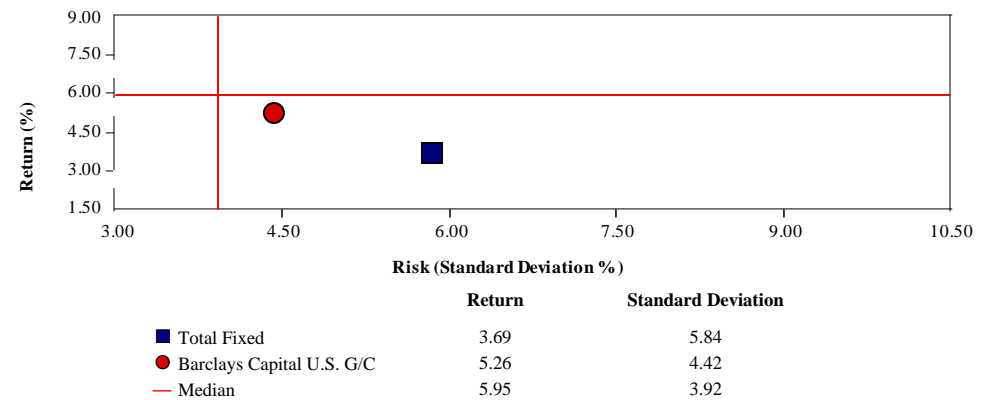 9.00
7.50
6.00
4.50
3.00
1.50
Return (%)
3.00 4.50 6.00 7.50 9.00 10.50
Risk (Standard Deviation %)
Return Standard Deviation
Total Fixed 3.69 5.84
Barclays Capital U.S. G/C 5.26 4.42
Median 5.95 3.92